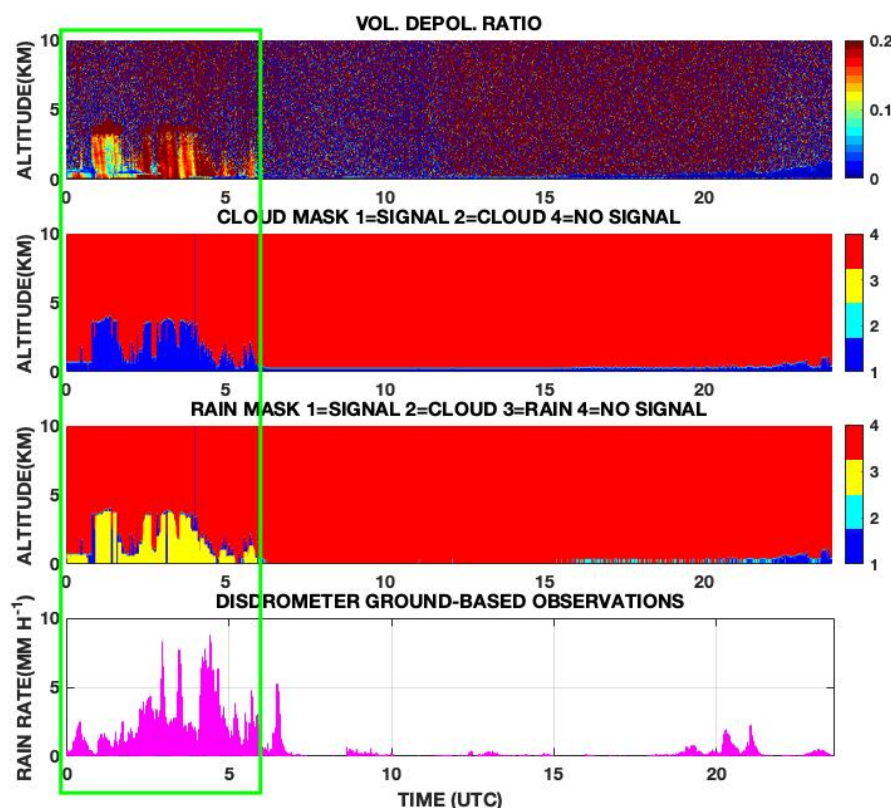 VOL. DEPOL. RATIO
ALTITUDE(KM)
10
5
0
0 5 10 15 20
0.2
0.1
0
CLOUD MASK 1=SIGNAL 2=CLOUD 4=NO SIGNAL
ALTITUDE(KM)
10
5
0
0 5 10 15 20
4
3
2
1
RAIN MASK 1=SIGNAL 2=CLOUD 3=RAIN 4=NO SIGNAL
ALTITUDE(KM)
10
5
0
0 5 10 15 20
4
3
2
1
DISDROMETER GROUND-BASED OBSERVATIONS
RAIN RATE(MM H-1)
10
5
0
0 5 10 15 20
TIME (UTC)